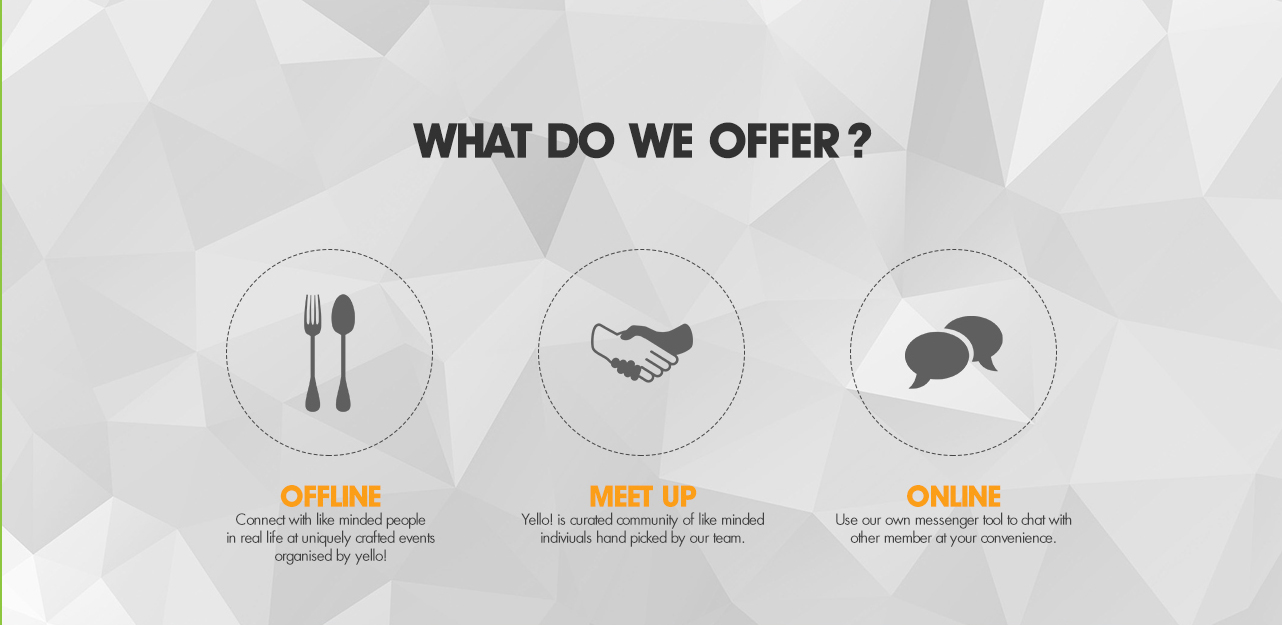 WHAT DO WE OFFER?
OFFLINE
Connect with like minded people
in real life at uniquely crafted events
organised by yello!
MEET UP
Yello! is curated community of like minded
indiviuals hand picked by our team.
ONLINE
Use our own messenger tool to chat with
other member at your convenience.